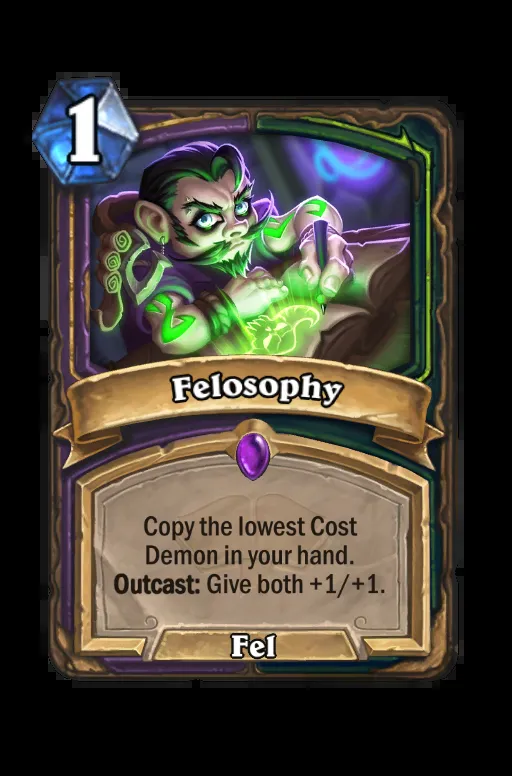 1
Felosophy
Copy the lowest Cost
Demon in your hand.
Outcast: Give both +1/+1.
Fel